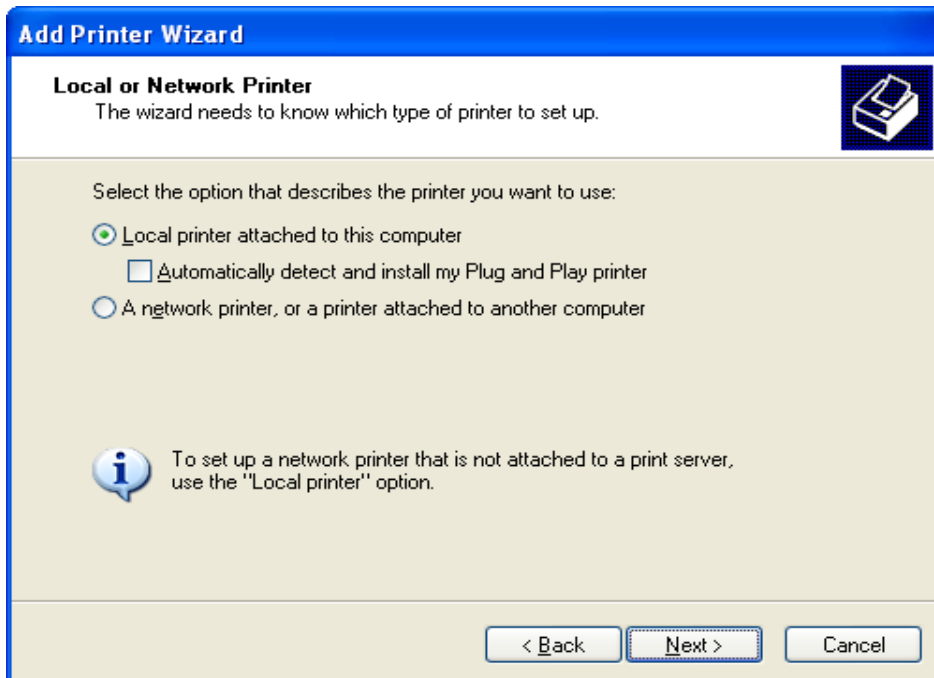 Add Printer Wizard
Local or Network Printer
The wizard needs to know which type of printer to set up.
Select the option that describes the printer you want to use:
Local printer attached to this computer
Automatically detect and install my Plug and Play printer
A network printer, or a printer attached to another computer
To set up a network printer that is not attached to a print server,
use the "Local printer" option.
< Back
Next >
Cancel